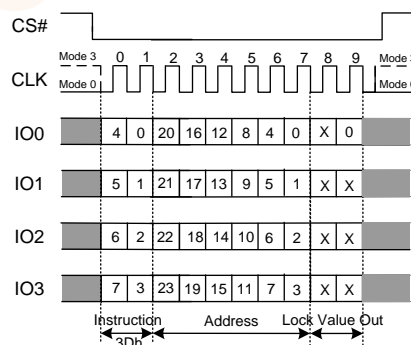 CS#
Mode 3 0 1 2 3 4 5 6 7 8 9 Mode 3
CLK Mode 0 Mode 0
IO0 4 0 20 16 12 8 4 0 X 0
IO1 5 1 21 17 13 9 5 1 X X
IO2 6 2 22 18 14 10 6 2 X X
IO3 7 3 23 19 15 11 7 3 X X
Instruction Address Lock Value Out
3Dh